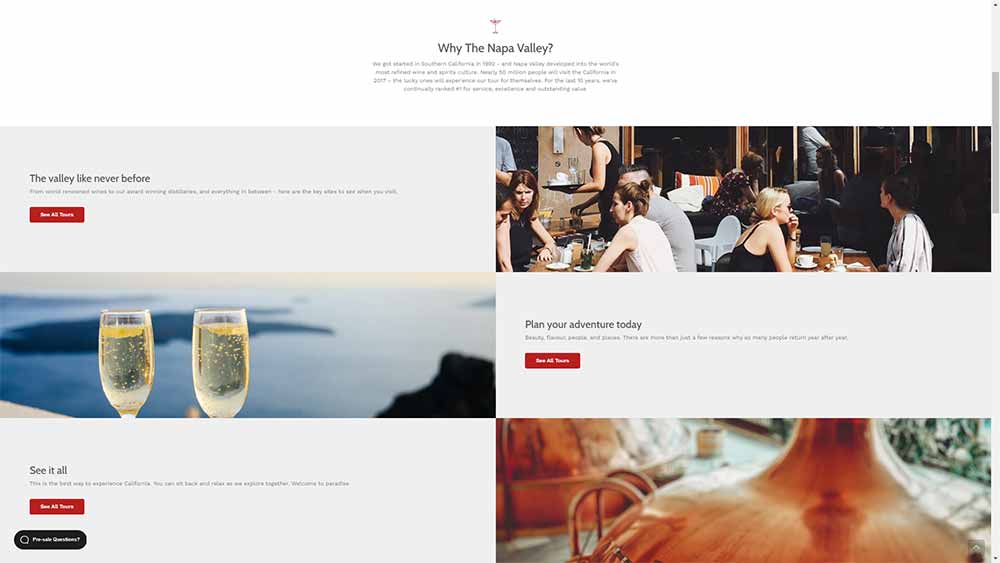 Why The Napa Valley?
We got started in Southern California in 1992 - and Napa Valley developed into the world's
most refined wine and spirits culture. Nearly 50 million people will visit the California in
2017 - the lucky ones will experience our tour for themselves. For the last 10 years, we've
continually ranked #1 for service, excellence and outstanding value
The valley like never before
From world renowned wines to our award winning distilleries, and everything in between - here are the key sites to see when you visit.
See All Tours
Plan your adventure today
Beauty, flavour, people, and places. There are more than just a few reasons why so many people return year after year.
See All Tours
See it all
This is the best way to experience California. You can sit back and relax as we explore together. Welcome to paradise
See All Tours
Pre-sale Questions?